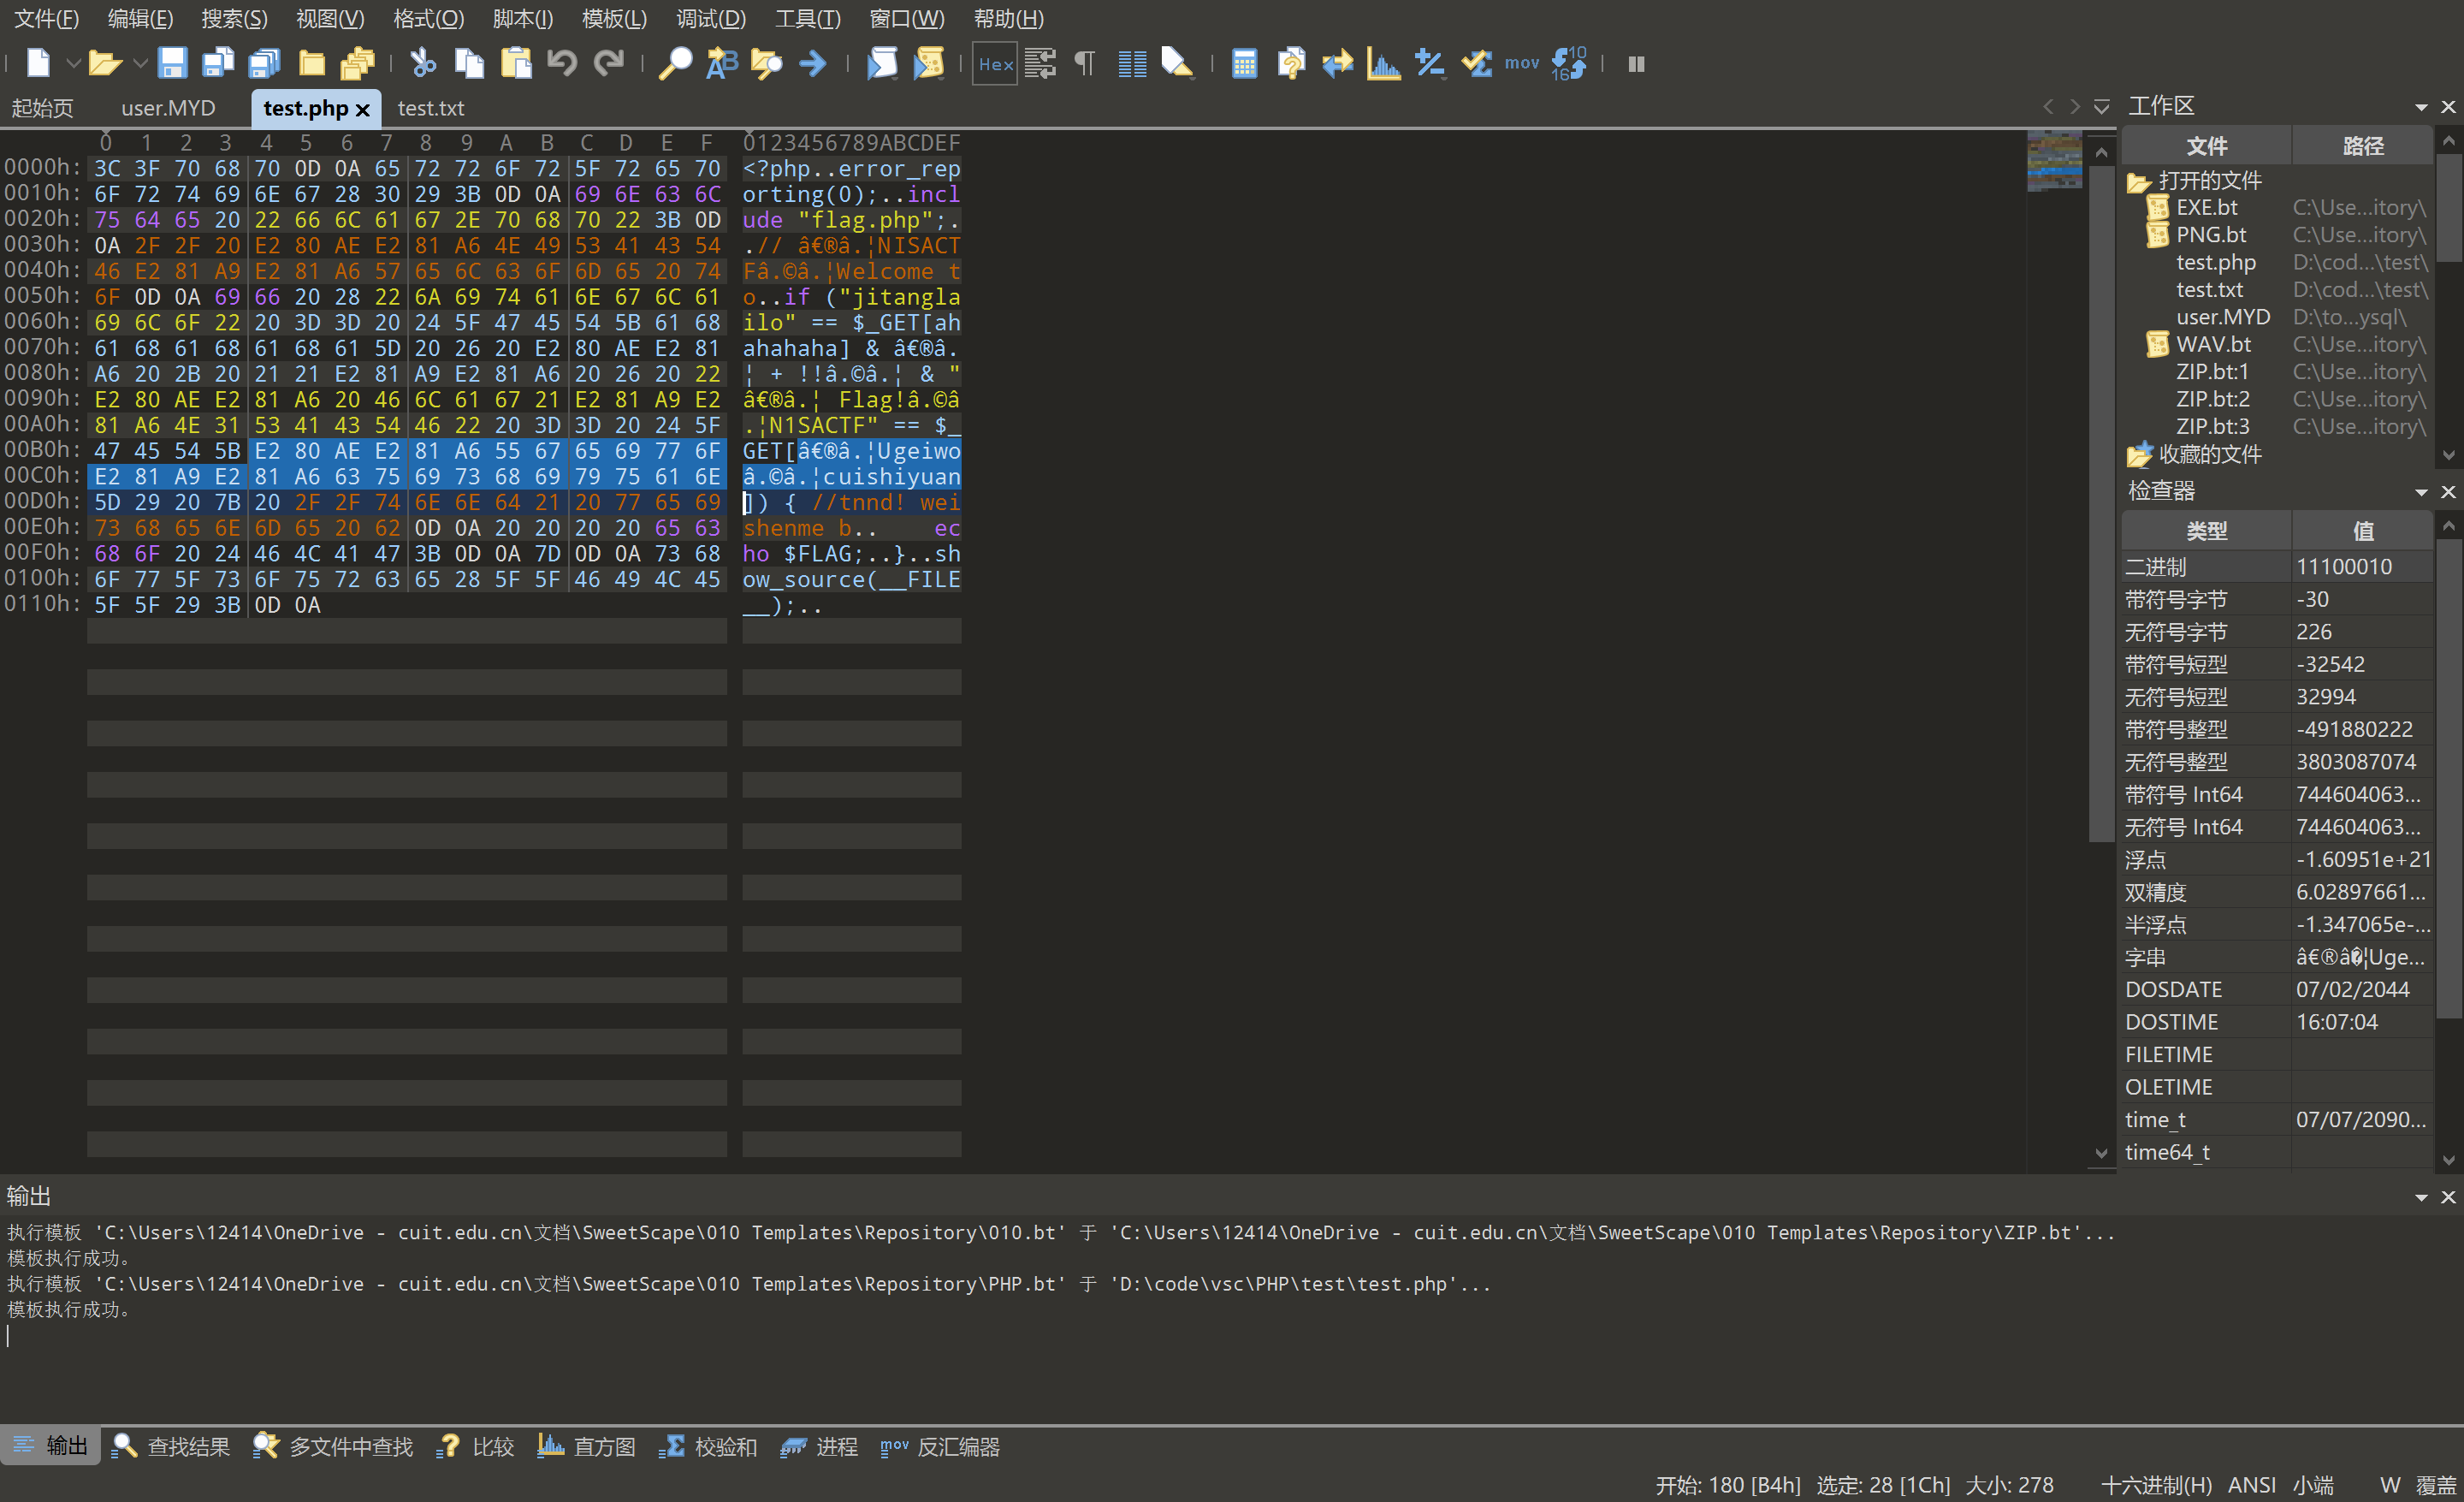 文件(F) 编辑(E) 搜索(S) 视图(V) 格式(O) 脚本(I) 模板(L) 调试(D) 工具(T) 窗口(W) 帮助(H)
Hex mov 10 16
起始页 user.MYD test.php test.txt
工作区
0 1 2 3 4 5 6 7 8 9 A B C D E F 0123456789ABCDEF
0000h: 3C 3F 70 68 70 0D 0A 65 72 72 6F 72 5F 72 65 70 <?php..error_rep
0010h: 6F 72 74 69 6E 67 28 30 29 3B 0D 0A 69 6E 63 6C orting(0);..incl
0020h: 75 64 65 20 22 66 6C 61 67 2E 70 68 70 22 3B 0D ude "flag.php";.
0030h: 0A 2F 2F 20 E2 80 AE E2 81 A6 4E 49 53 41 43 54 .// â€®â.¦NISACT
0040h: 46 E2 81 A9 E2 81 A6 57 65 6C 63 6F 6D 65 20 74 Fâ.©â.¦Welcome t
0050h: 6F 0D 0A 69 66 20 28 22 6A 69 74 61 6E 67 6C 61 o..if ("jitangla
0060h: 69 6C 6F 22 20 3D 3D 20 24 5F 47 45 54 5B 61 68 ilo" == $_GET[ah
0070h: 61 68 61 68 61 68 61 5D 20 26 20 E2 80 AE E2 81 ahahaha] & â€®â.
0080h: A6 20 2B 20 21 21 E2 81 A9 E2 81 A6 20 26 20 22 ¦ + !!â.©â.¦ & "
0090h: E2 80 AE E2 81 A6 20 46 6C 61 67 21 E2 81 A9 E2 â€®â.¦ Flag!â.©â
00A0h: 81 A6 4E 31 53 41 43 54 46 22 20 3D 3D 20 24 5F .¦N1SACTF" == $_
00B0h: 47 45 54 5B E2 80 AE E2 81 A6 55 67 65 69 77 6F GET[â€®â.¦Ugeiwo
00C0h: E2 81 A9 E2 81 A6 63 75 69 73 68 69 79 75 61 6E â.©â.¦cuishiyuan
00D0h: 5D 29 20 7B 20 2F 2F 74 6E 6E 64 21 20 77 65 69 ]) { //tnnd! wei
00E0h: 73 68 65 6E 6D 65 20 62 0D 0A 20 20 20 20 65 63 shenme b..    ec
00F0h: 68 6F 20 24 46 4C 41 47 3B 0D 0A 7D 0D 0A 73 68 ho $FLAG;..}..sh
0100h: 6F 77 5F 73 6F 75 72 63 65 28 5F 5F 46 49 4C 45 ow_source(__FILE
0110h: 5F 5F 29 3B 0D 0A __);..
文件 路径
打开的文件
EXE.bt C:\Use...itory\
PNG.bt C:\Use...itory\
test.php D:\cod...\test\
test.txt D:\cod...\test\
user.MYD D:\to...ysql\
WAV.bt C:\Use...itory\
ZIP.bt:1 C:\Use...itory\
ZIP.bt:2 C:\Use...itory\
ZIP.bt:3 C:\Use...itory\
收藏的文件
检查器
类型 值
二进制 11100010
带符号字节 -30
无符号字节 226
带符号短型 -32542
无符号短型 32994
带符号整型 -491880222
无符号整型 3803087074
带符号 Int64 744604063...
无符号 Int64 744604063...
浮点 -1.60951e+21
双精度 6.02897661...
半浮点 -1.347065e-...
字串 â€®â�¦Uge...
DOSDATE 07/02/2044
DOSTIME 16:07:04
FILETIME
OLETIME
time_t 07/07/2090...
time64_t
输出
执行模板 'C:\Users\12414\OneDrive - cuit.edu.cn\文档\SweetScape\010 Templates\Repository\010.bt' 于 'C:\Users\12414\OneDrive - cuit.edu.cn\文档\SweetScape\010 Templates\Repository\ZIP.bt'...
模板执行成功。
执行模板 'C:\Users\12414\OneDrive - cuit.edu.cn\文档\SweetScape\010 Templates\Repository\PHP.bt' 于 'D:\code\vsc\PHP\test\test.php'...
模板执行成功。
输出 查找结果 多文件中查找 比较 直方图 校验和 进程 mov 反汇编器
开始: 180 [B4h] 选定: 28 [1Ch] 大小: 278 十六进制(H) ANSI 小端 W 覆盖